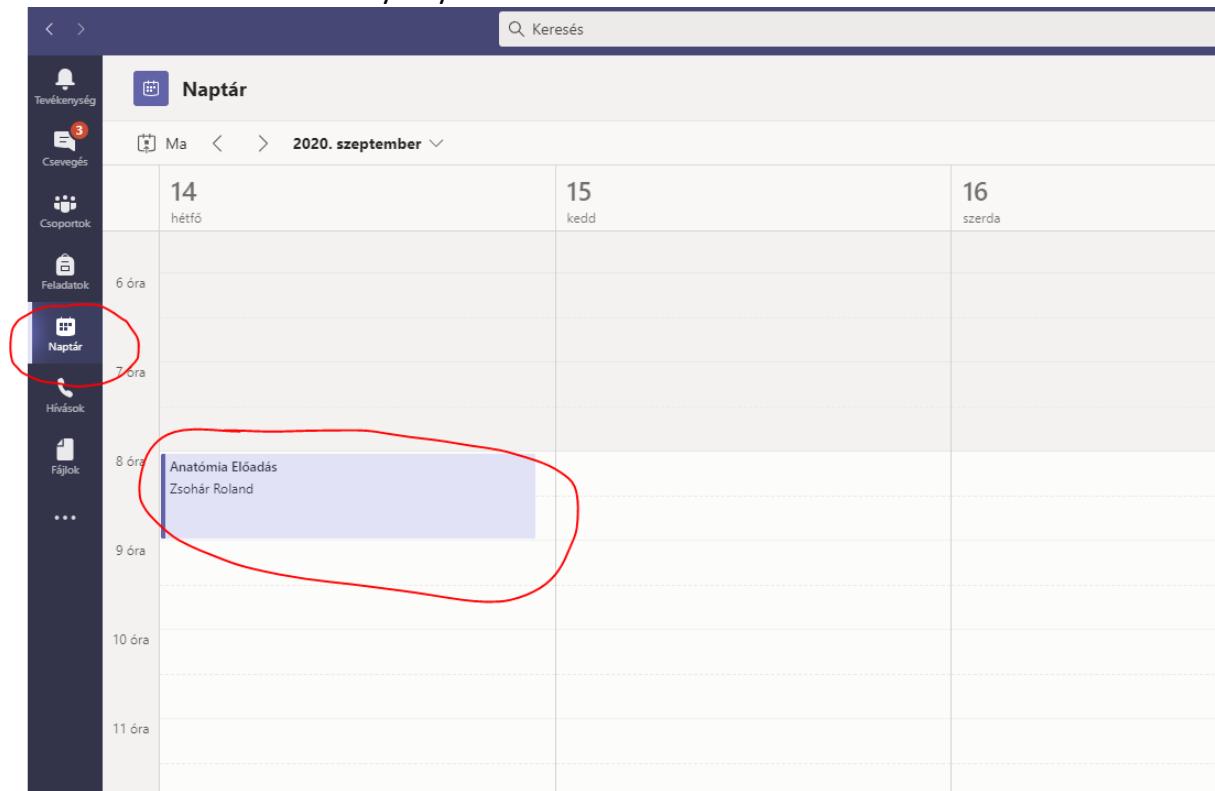 Keresés
Tevékenység
Naptár
3
Csevegés
Ma
2020. szeptember
14
hétfő
15
kedd
16
szerda
Csoportok
Feladatok
6 óra
Naptár
7 óra
Hívások
8 óra
Anatómia Előadás
Zsohár Roland
Fájlok
9 óra
10 óra
11 óra